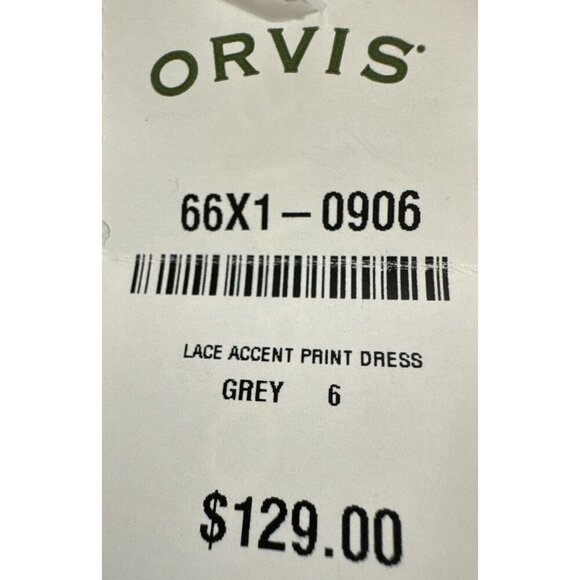 ORVIS
66X1-0906
LACE ACCENT PRINT DRESS
GREY 6
$129.00